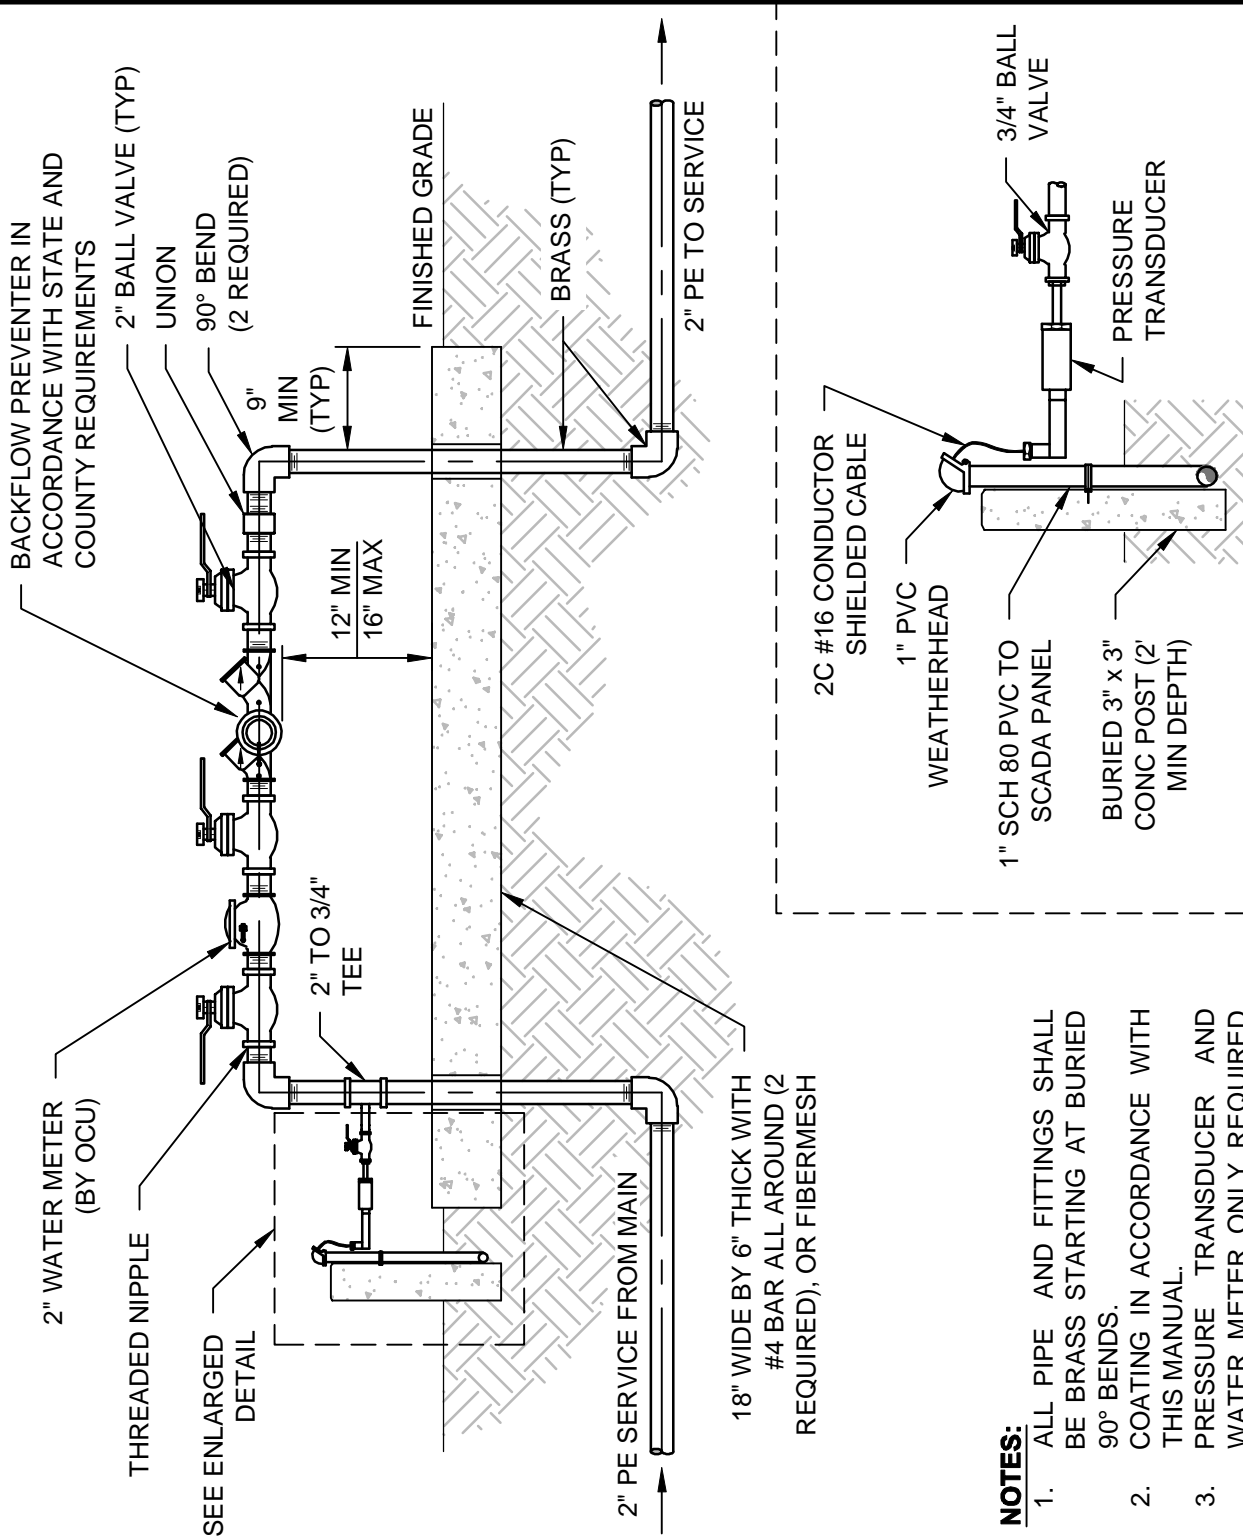 BACKFLOW PREVENTER IN
ACCORDANCE WITH STATE AND
COUNTY REQUIREMENTS
2" BALL VALVE (TYP)
UNION
90° BEND
(2 REQUIRED)
9"
MIN
(TYP)
FINISHED GRADE
12" MIN
16" MAX
BRASS (TYP)
2" PE TO SERVICE
2" WATER METER
(BY OCU)
THREADED NIPPLE
SEE ENLARGED
DETAIL
2" TO 3/4"
TEE
2" PE SERVICE FROM MAIN
18" WIDE BY 6" THICK WITH
#4 BAR ALL AROUND (2
REQUIRED), OR FIBERMESH
3/4" BALL
VALVE
PRESSURE
TRANSDUCER
2C #16 CONDUCTOR
SHIELDED CABLE
1" PVC
WEATHERHEAD
1" SCH 80 PVC TO
SCADA PANEL
BURIED 3" x 3"
CONC POST (2'
MIN DEPTH)
NOTES:
1. ALL PIPE AND FITTINGS SHALL
BE BRASS STARTING AT BURIED
90° BENDS.
2. COATING IN ACCORDANCE WITH
THIS MANUAL.
3. PRESSURE TRANSDUCER AND
WATER METER ONLY REQUIRED